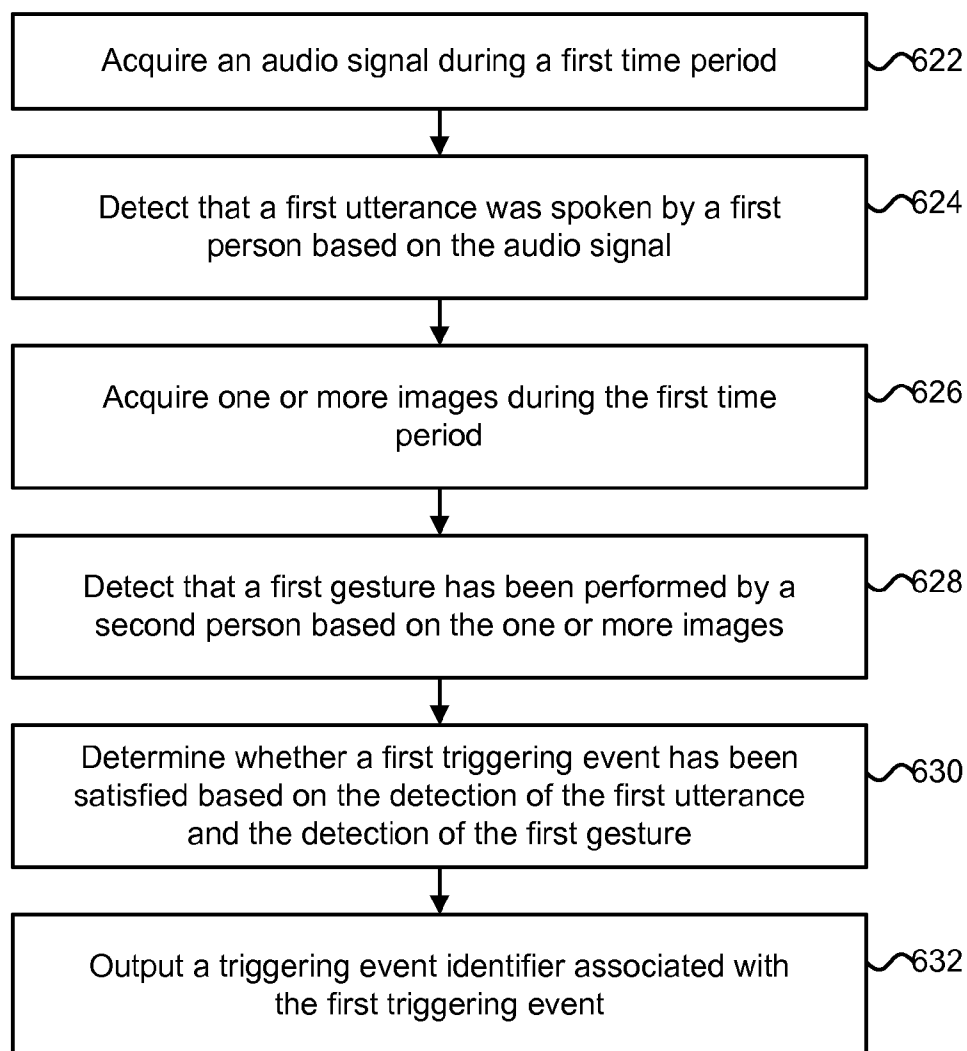 Acquire an audio signal during a first time period
622
Detect that a first utterance was spoken by a first
person based on the audio signal
624
Acquire one or more images during the first time
period
626
Detect that a first gesture has been performed by a
second person based on the one or more images
628
Determine whether a first triggering event has been
satisfied based on the detection of the first utterance
and the detection of the first gesture
630
Output a triggering event identifier associated with
the first triggering event
632